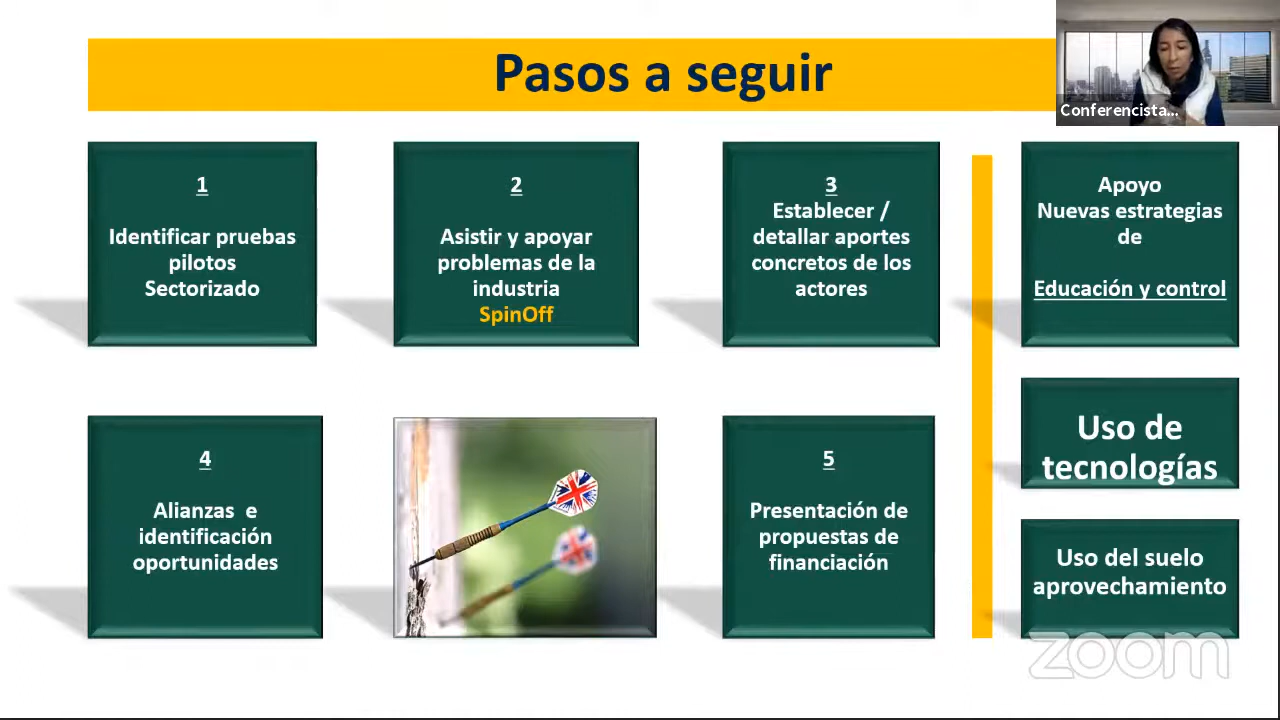 Pasos a seguir
Conferencista...
1
Identificar pruebas
pilotos
Sectorizado
2
Asistir y apoyar
problemas de la
industria
SpinOff
3
Establecer /
detallar aportes
concretos de los
actores
Apoyo
Nuevas estrategias
de
Educación y control
4
Alianzas e
identificación
oportunidades
5
Presentación de
propuestas de
financiación
Uso de
tecnologías
Uso del suelo
aprovechamiento
zoom